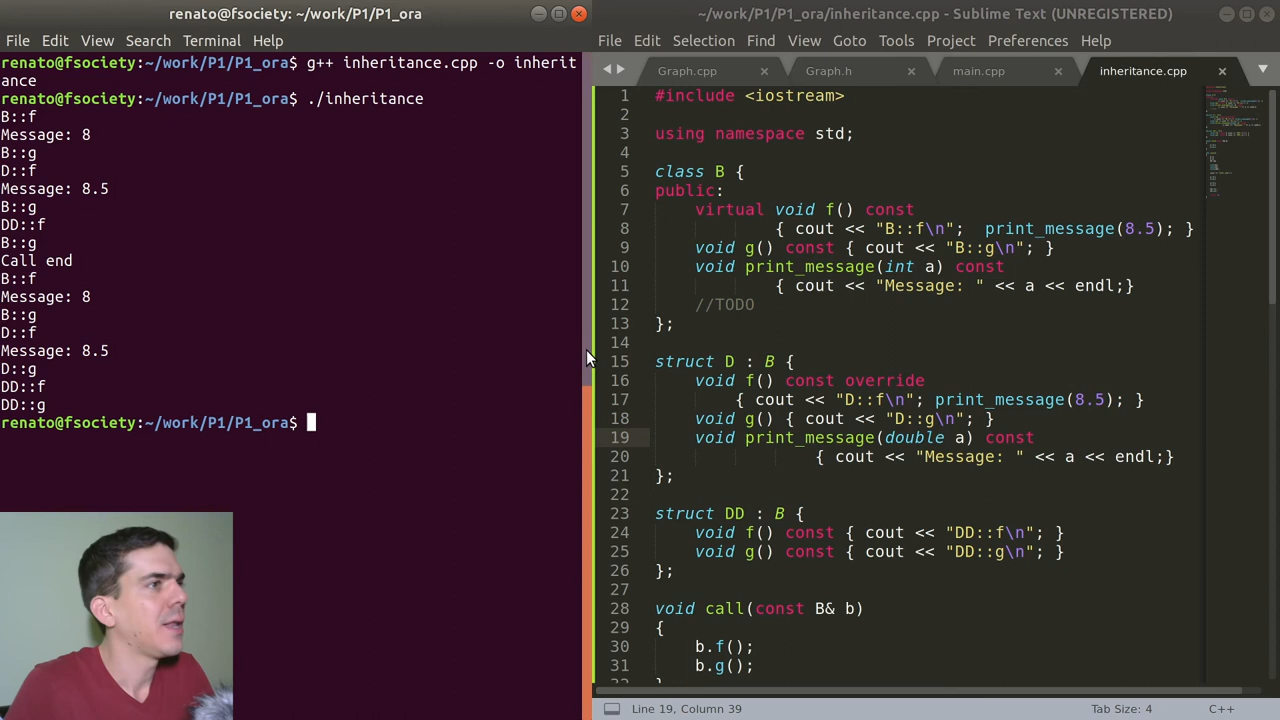 renato@fsociety: ~/work/P1/P1_ora
File Edit View Search Terminal Help
renato@fsociety:~/work/P1/P1_ora$ g++ inheritance.cpp -o inherit
ance
renato@fsociety:~/work/P1/P1_ora$ ./inheritance
B::f
Message: 8
B::g
D::f
Message: 8.5
B::g
DD::f
B::g
Call end
B::f
Message: 8
B::g
D::f
Message: 8.5
D::g
DD::f
DD::g
renato@fsociety:~/work/P1/P1_ora$
~/work/P1/P1_ora/inheritance.cpp - Sublime Text (UNREGISTERED)
File Edit Selection Find View Goto Tools Project Preferences Help
Graph.cpp Graph.h main.cpp inheritance.cpp
1 #include <iostream>
2
3 using namespace std;
4
5 class B {
6 public:
7 virtual void f() const
8 { cout << "B::f\n";  print_message(8.5); }
9 void g() const { cout << "B::g\n"; }
10 void print_message(int a) const
11 { cout << "Message: " << a << endl;}
12 //TODO
13 };
14
15 struct D : B {
16 void f() const override
17 { cout << "D::f\n"; print_message(8.5); }
18 void g() { cout << "D::g\n"; }
19 void print_message(double a) const
20 { cout << "Message: " << a << endl;}
21 };
22
23 struct DD : B {
24 void f() const { cout << "DD::f\n"; }
25 void g() const { cout << "DD::g\n"; }
26 };
27
28 void call(const B& b)
29 {
30 b.f();
31 b.g();
Line 19, Column 39
Tab Size: 4
C++